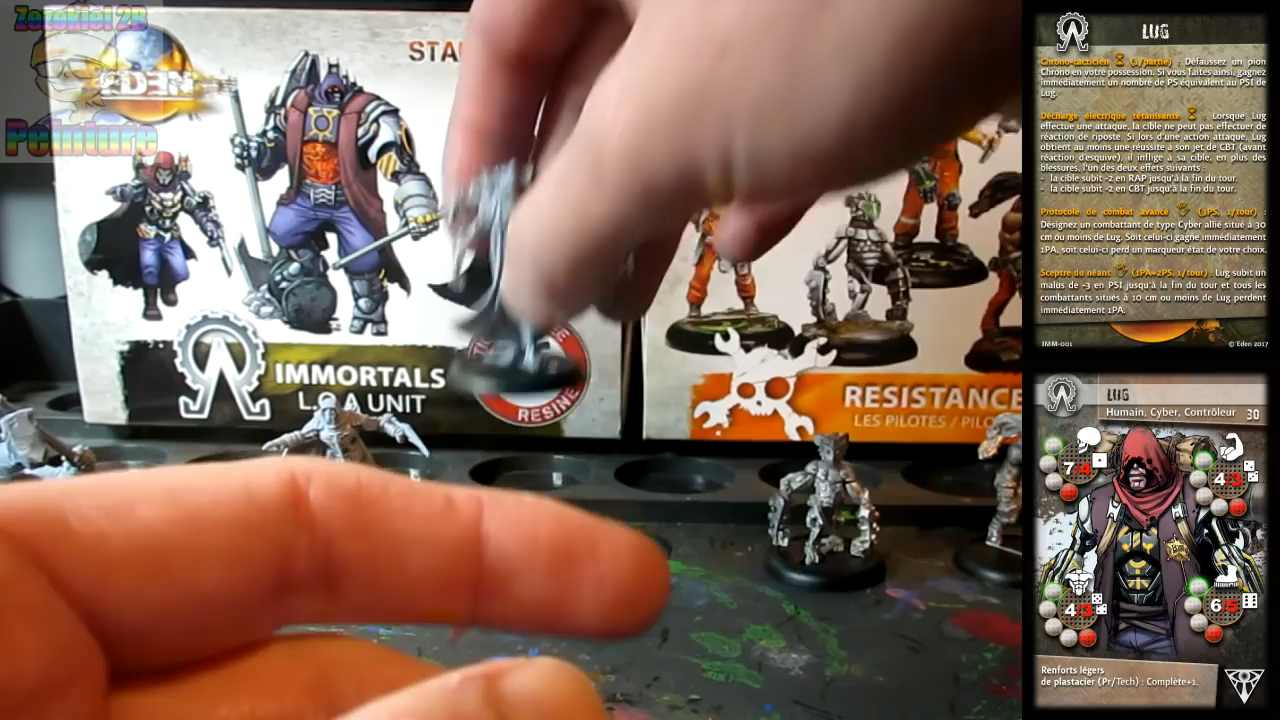 Zezekiel 2B
EDEN
Peinture
STA
IMMORTALS
UNIT
RESINE
RESISTANCE
LES PILOTES / PILO
LUG
Chrono-tacticien (1/partie) : Défaussez un pion
Chrono en votre possession. Si vous faites ainsi, gagnez
immédiatement un nombre de PS équivalent au PSI de
Lug.
Décharge électrique tétanisante : Lorsque Lug
effectue une attaque, la cible ne peut pas effectuer de
réaction de riposte. Si lors d'une action attaque, Lug
obtient au moins une réussite à son jet de CBT (avant
réaction d'esquive), il inflige à sa cible, en plus des
blessures, l'un des deux effets suivants :
- la cible subit -2 en RAP jusqu'à la fin du tour.
- la cible subit -2 en CBT jusqu'à la fin du tour.
Protocole de combat avancé (3PS, 1/tour) :
Désignez un combattant de type Cyber allié situé à 30
cm ou moins de Lug. Soit celui-ci gagne immédiatement
1PA, soit celui-ci perd un marqueur état de votre choix.
Sceptre du néant (1PA+2PS, 1/tour) : Lug subit un
malus de -3 en PSI jusqu'à la fin du tour et tous les
combattants situés à 10 cm ou moins de Lug perdent
immédiatement 1PA.
IMM-001 © Eden 2017
LUG
Humain, Cyber, Contrôleur 30
7/4 4/3
4/3 6/5
Renforts légers
de plastacier (Pr/Tech) : Complète+1.